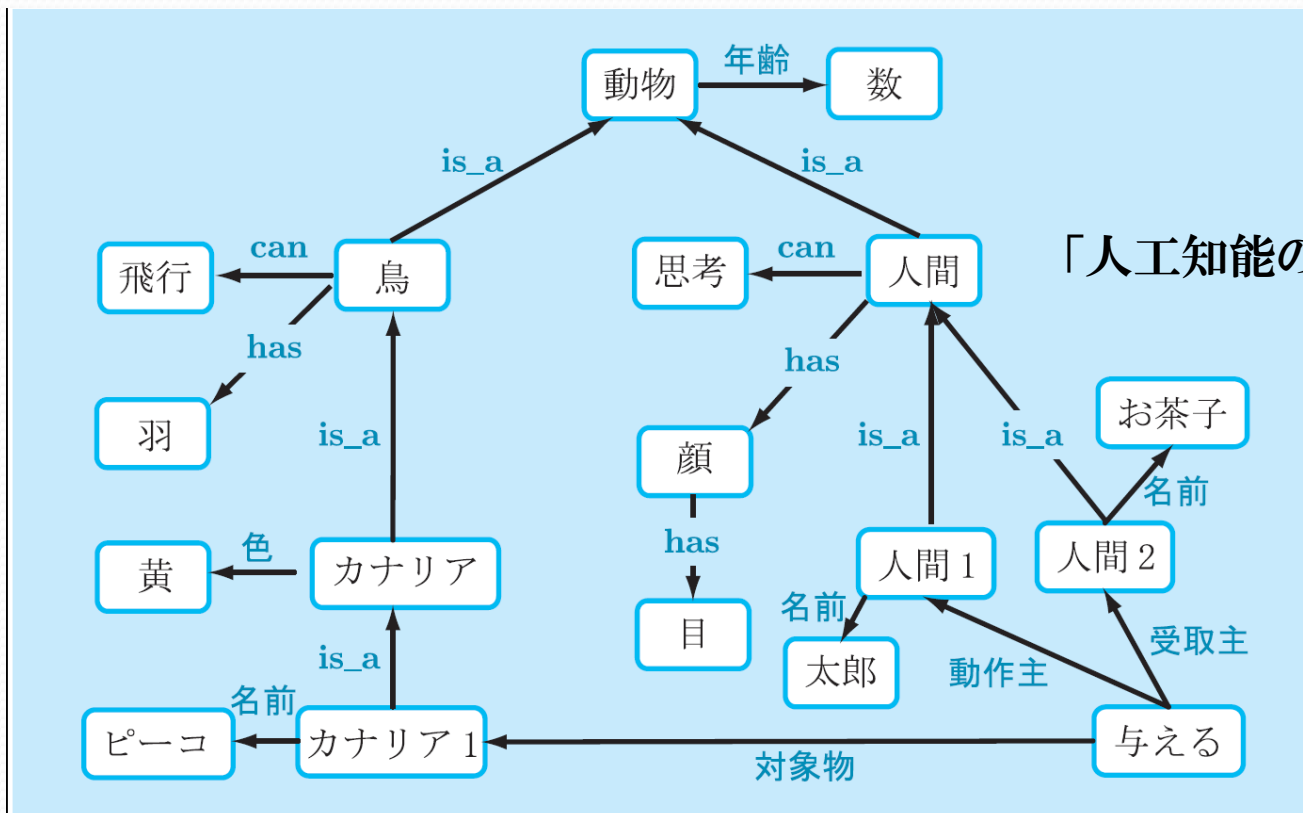 年齢
動物
数
is_a
is_a
can
can
「人工知能の
飛行
鳥
思考
人間
has
has
お茶子
羽
is_a
顔
is_a
is_a
名前
色
has
黄
カナリア
人間1
人間2
名前
目
is_a
受取主
太郎
動作主
名前
ピーコ
カナリア1
与える
対象物